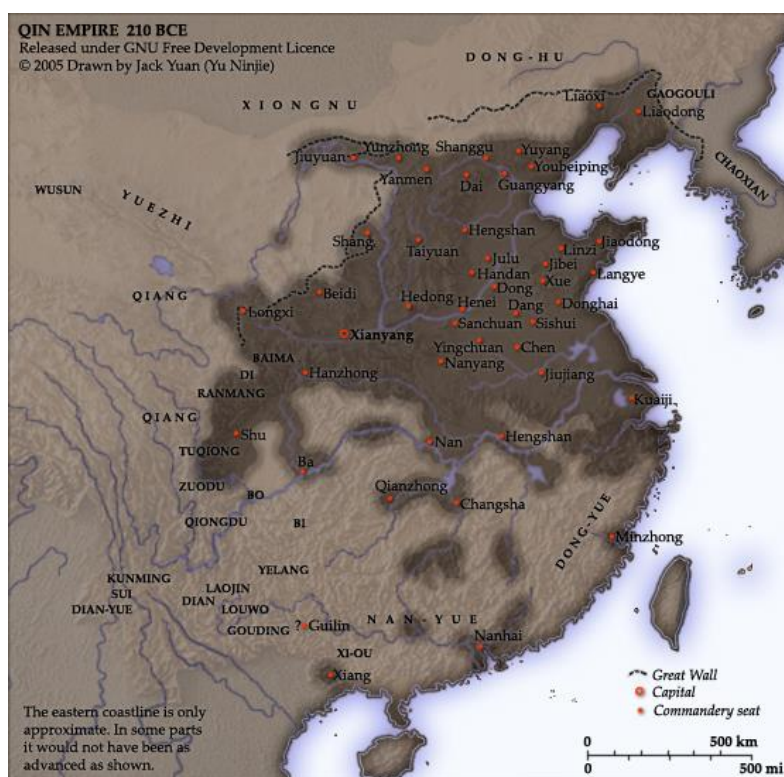 QIN EMPIRE 210 BCE
Released under GNU Free Development Licence
© 2005 Drawn by Jack Yuan (Yu Ninjie)
DONG-HU
XIONGNU
Liaoxi
GAOGOULI
Liaodong
Jiuyuan
Yunzhong
Shanggu
Yuyang
Youbeiping
Yanmen
Dai
Guangyang
CHAOXIAN
WUSUN
YUEZHI
Shang
Taiyuan
Hengshan
Linzi
Jiaodong
Julu
Jibei
Handan
Xue
Langye
QIANG
Beidi
Dong
Longxi
Hedong
Henei
Dang
Donghai
Xianyang
Sanchuan
Sishui
Yingchuan
Chen
BAIMA
Nanyang
DI
Hanzhong
Jiujiang
RANMANG
Kuaiji
QIANG
Shu
Nan
Hengshan
TUQIONG
Ba
ZUODU
BO
Qianzhong
Changsha
QIONGDU
BI
DONG-YUE
Minzhong
YELANG
KUNMING
SUI
LAOJIN
DIAN-YUE
DIAN
LOUWO
GOUDING
? Guilin
NAN-YUE
Nanhai
XI-OU
Xiang
Great Wall
Capital
Commandery seat
The eastern coastline is only
approximate. In some parts
it would not have been as
advanced as shown.
0 500 km
0 500 mi